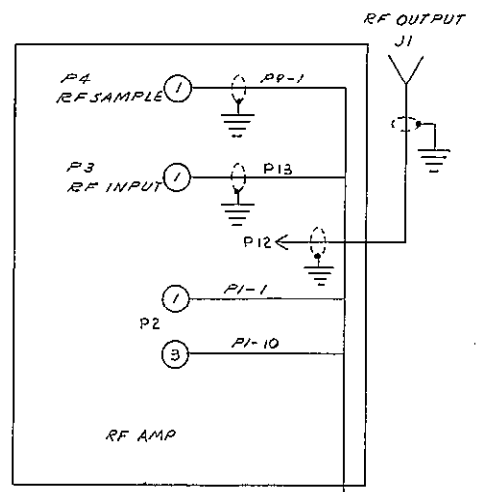 RF OUTPUT
J1
P4
RF SAMPLE
1
P9-1
P3
RF INPUT
1
P13
P12
1
P1-1
P2
3
P1-10
RF AMP